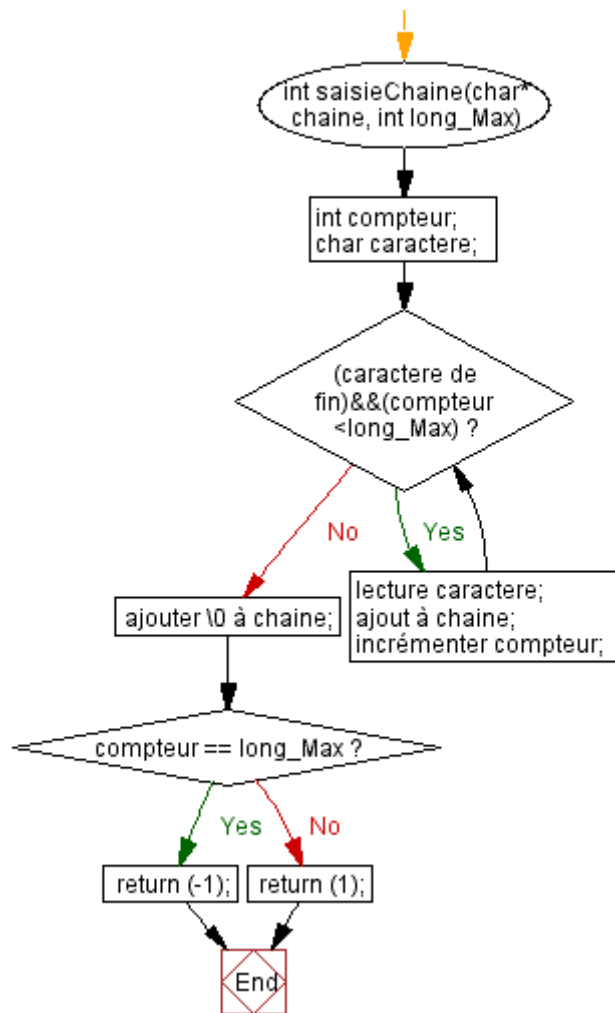 int saisieChaine(char*
chaine, int long_Max)
int compteur;
char caractere;
(caractere de
fin)&&(compteur
<long_Max) ?
No
Yes
lecture caractere;
ajout à chaine;
incrémenter compteur;
ajouter \0 à chaine;
compteur == long_Max ?
Yes
No
return (-1);
return (1);
End